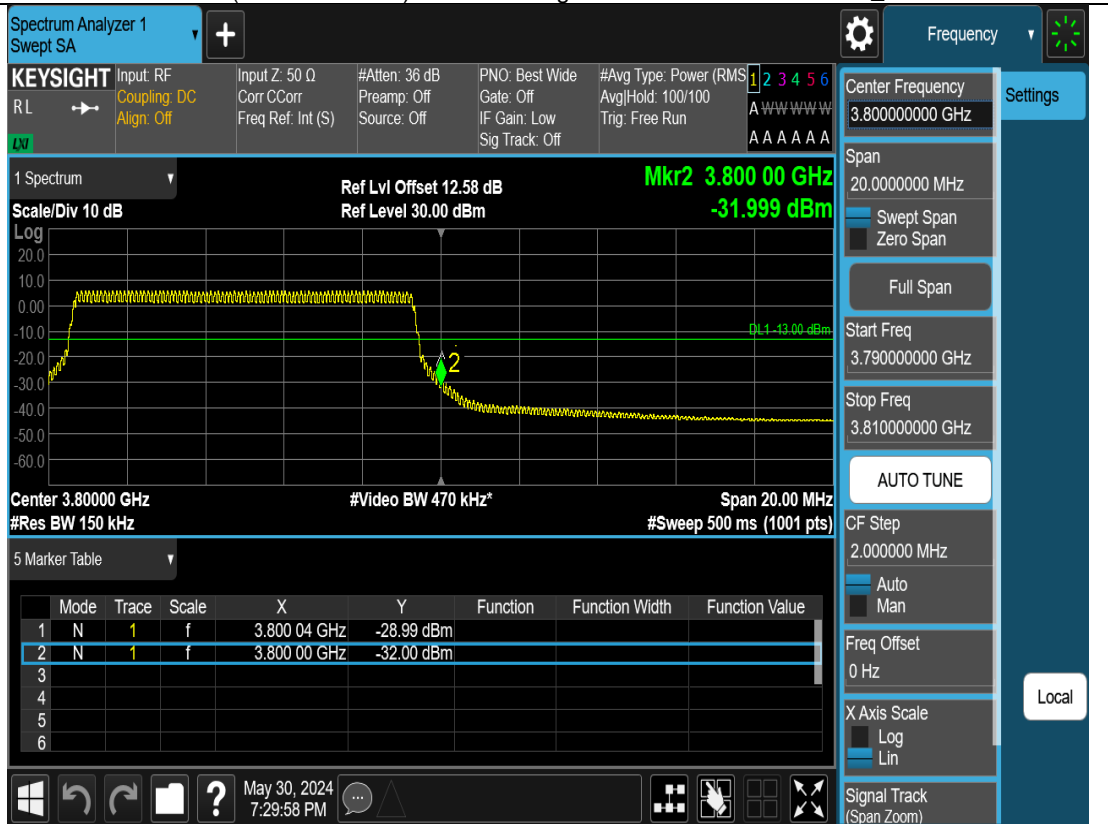 Spectrum Analyzer 1
Swept SA
+
Frequency
KEYSIGHT
RL
LXI
Input: RF
Coupling: DC
Align: Off
Input Z: 50 Ω
Corr CCorr
Freq Ref: Int (S)
#Atten: 36 dB
Preamp: Off
Source: Off
PNO: Best Wide
Gate: Off
IF Gain: Low
Sig Track: Off
#Avg Type: Power (RMS
Avg|Hold: 100/100
Trig: Free Run
1 2 3 4 5 6
A W W W W W
A A A A A A
1 Spectrum
Scale/Div 10 dB
Ref Lvl Offset 12.58 dB
Ref Level 30.00 dBm
Mkr2 3.800 00 GHz
-31.999 dBm
Log
20.0
10.0
0.00
-10.0
-20.0
-30.0
-40.0
-50.0
-60.0
DL1 -13.00 dBm
2
Center 3.80000 GHz
#Video BW 470 kHz*
Span 20.00 MHz
#Res BW 150 kHz
#Sweep 500 ms (1001 pts)
5 Marker Table
Mode Trace Scale X Y Function Function Width Function Value
1 N 1 f 3.800 04 GHz -28.99 dBm
2 N 1 f 3.800 00 GHz -32.00 dBm
3
4
5
6
May 30, 2024
7:29:58 PM
?
Center Frequency
3.800000000 GHz
Settings
Span
20.0000000 MHz
Swept Span
Zero Span
Full Span
Start Freq
3.790000000 GHz
Stop Freq
3.810000000 GHz
AUTO TUNE
CF Step
2.000000 MHz
Auto
Man
Freq Offset
0 Hz
X Axis Scale
Log
Lin
Local
Signal Track
(Span Zoom)